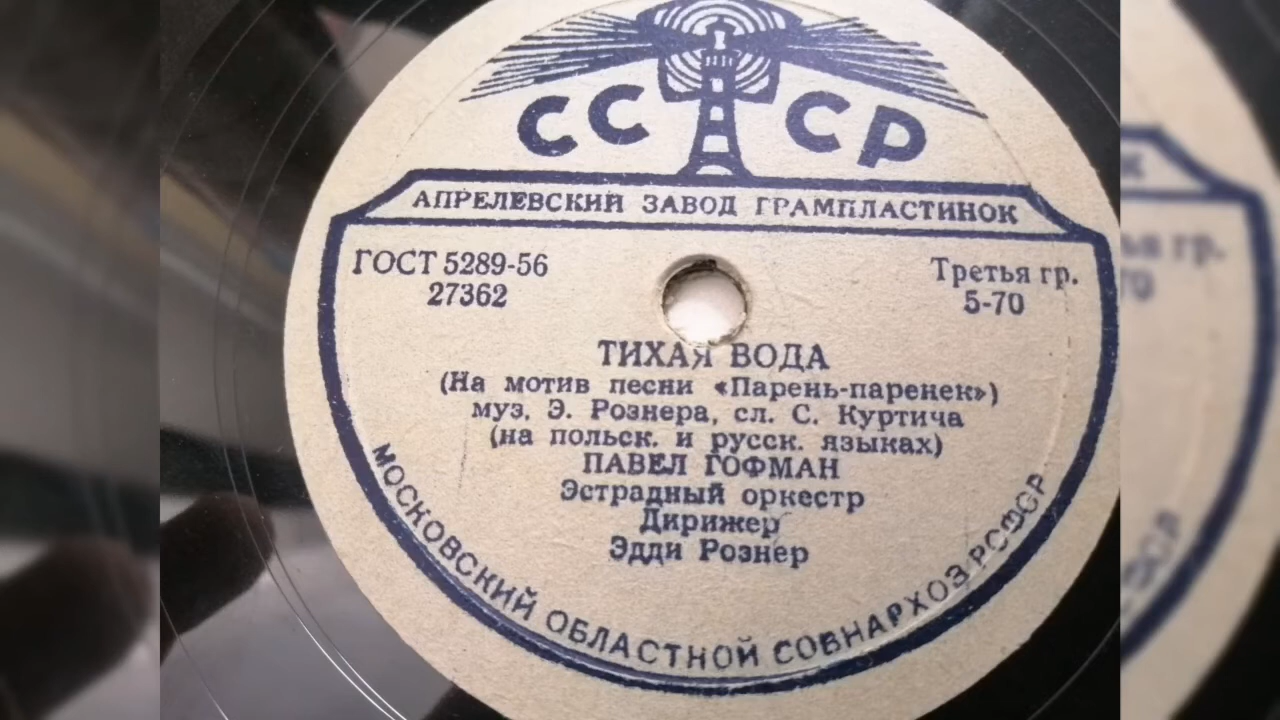 СССР
АПРЕЛЕВСКИЙ ЗАВОД ГРАМПЛАСТИНОК
ГОСТ 5289-56
27362
Третья гр.
5-70
ТИХАЯ ВОДА
(На мотив песни «Парень-паренек»)
муз. Э. Рознера, сл. С. Куртича
(на польск. и русск. языках)
ПАВЕЛ ГОФМАН
Эстрадный оркестр
Дирижер
Эдди Рознер
МОСКОВСКИЙ ОБЛАСТНОЙ СОВНАРХОЗ РСФСР